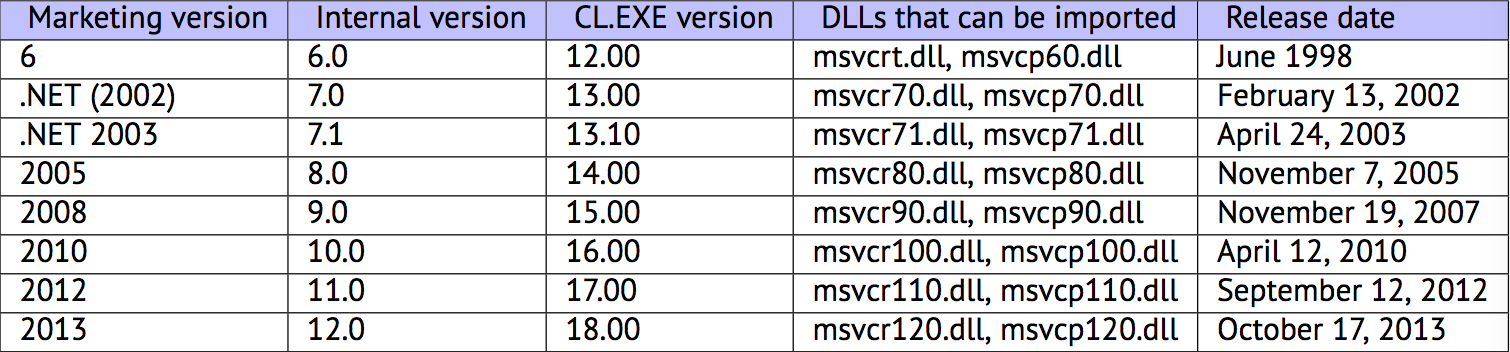 Marketing version Internal version CL.EXE version DLLs that can be imported Release date
6 6.0 12.00 msvcrt.dll, msvcp60.dll June 1998
.NET (2002) 7.0 13.00 msvcr70.dll, msvcp70.dll February 13, 2002
.NET 2003 7.1 13.10 msvcr71.dll, msvcp71.dll April 24, 2003
2005 8.0 14.00 msvcr80.dll, msvcp80.dll November 7, 2005
2008 9.0 15.00 msvcr90.dll, msvcp90.dll November 19, 2007
2010 10.0 16.00 msvcr100.dll, msvcp100.dll April 12, 2010
2012 11.0 17.00 msvcr110.dll, msvcp110.dll September 12, 2012
2013 12.0 18.00 msvcr120.dll, msvcp120.dll October 17, 2013